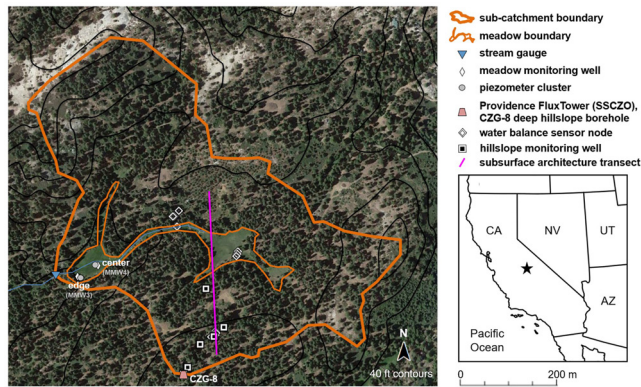 sub-catchment boundary
meadow boundary
stream gauge
meadow monitoring well
piezometer cluster
Providence FluxTower (SSCZO),
CZG-8 deep hillslope borehole
water balance sensor node
hillslope monitoring well
subsurface architecture transect
center
(MMW4)
edge
(MMW3)
CZG-8
N
40 ft contours
CA
NV
UT
AZ
Pacific
Ocean
0
200 m